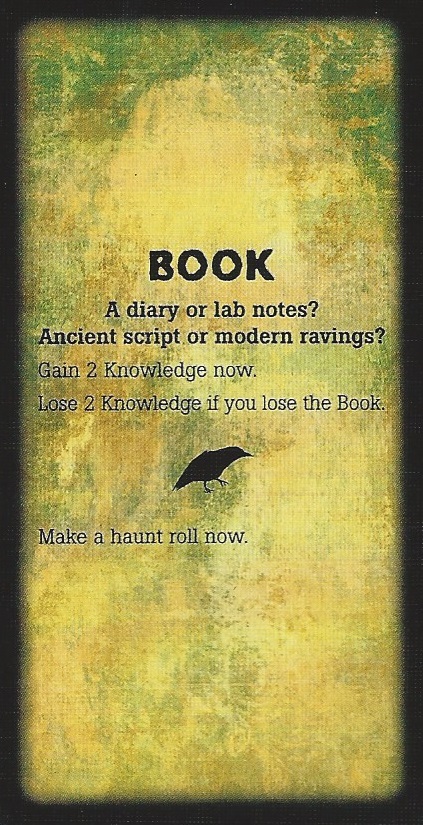 BOOK
A diary or lab notes?
Ancient script or modern ravings?
Gain 2 Knowledge now.
Lose 2 Knowledge if you lose the Book.
Make a haunt roll now.